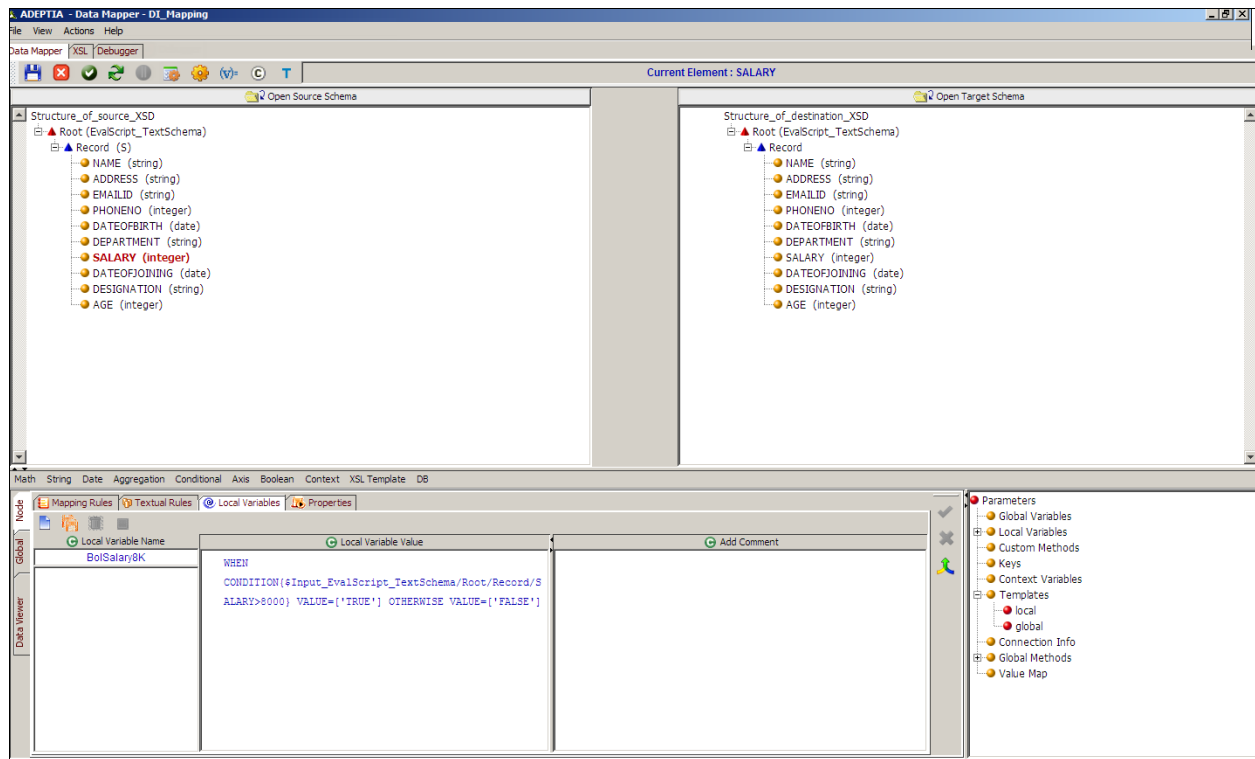 ADEPTIA - Data Mapper - DI_Mapping
File View Actions Help
Data Mapper XSL Debugger
(v)= C T Current Element : SALARY
Open Source Schema Open Target Schema
Structure_of_source_XSD
Root (EvalScript_TextSchema)
Record (S)
NAME (string)
ADDRESS (string)
EMAILID (string)
PHONENO (integer)
DATEOFBIRTH (date)
DEPARTMENT (string)
SALARY (integer)
DATEOFJOINING (date)
DESIGNATION (string)
AGE (integer)
Structure_of_destination_XSD
Root (EvalScript_TextSchema)
Record
NAME (string)
ADDRESS (string)
EMAILID (string)
PHONENO (integer)
DATEOFBIRTH (date)
DEPARTMENT (string)
SALARY (integer)
DATEOFJOINING (date)
DESIGNATION (string)
AGE (integer)
Math String Date Aggregation Conditional Axis Boolean Context XSL Template DB
Node
Global
Data Viewer
Mapping Rules Textual Rules Local Variables Properties
Local Variable Name Local Variable Value Add Comment
BolSalary8K
WHEN
CONDITION{$Input_EvalScript_TextSchema/Root/Record/S
ALARY>8000} VALUE=['TRUE'] OTHERWISE VALUE=['FALSE']
Parameters
Global Variables
Local Variables
Custom Methods
Keys
Context Variables
Templates
local
global
Connection Info
Global Methods
Value Map